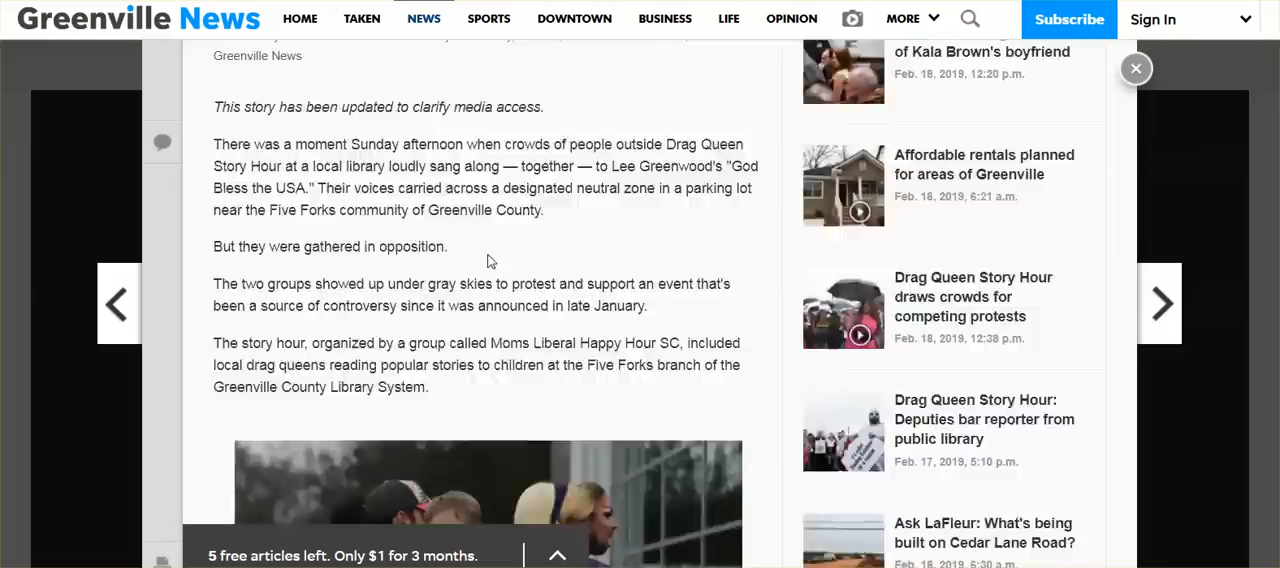 Greenville News
HOME TAKEN NEWS SPORTS DOWNTOWN BUSINESS LIFE OPINION MORE Subscribe Sign In
Greenville News
This story has been updated to clarify media access.
There was a moment Sunday afternoon when crowds of people outside Drag Queen
Story Hour at a local library loudly sang along — together — to Lee Greenwood's "God
Bless the USA." Their voices carried across a designated neutral zone in a parking lot
near the Five Forks community of Greenville County.
But they were gathered in opposition.
The two groups showed up under gray skies to protest and support an event that's
been a source of controversy since it was announced in late January.
The story hour, organized by a group called Moms Liberal Happy Hour SC, included
local drag queens reading popular stories to children at the Five Forks branch of the
Greenville County Library System.
5 free articles left. Only $1 for 3 months.
of Kala Brown's boyfriend
Feb. 18, 2019, 12:20 p.m.
Affordable rentals planned
for areas of Greenville
Feb. 18, 2019, 6:21 a.m.
Drag Queen Story Hour
draws crowds for
competing protests
Feb. 18, 2019, 12:38 p.m.
Drag Queen Story Hour:
Deputies bar reporter from
public library
Feb. 17, 2019, 5:10 p.m.
Ask LaFleur: What's being
built on Cedar Lane Road?
Feb. 18, 2019, 6:30 a.m.